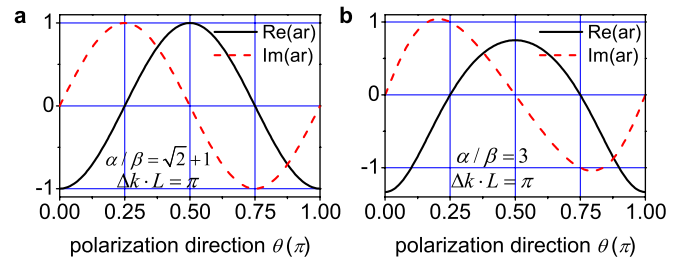 a
1
0
-1
Re(ar)
Im(ar)
α / β = √2 + 1
Δk · L = π
0.00 0.25 0.50 0.75 1.00
polarization direction θ(π)
b
1
0
-1
Re(ar)
Im(ar)
α / β = 3
Δk · L = π
0.00 0.25 0.50 0.75 1.00
polarization direction θ(π)